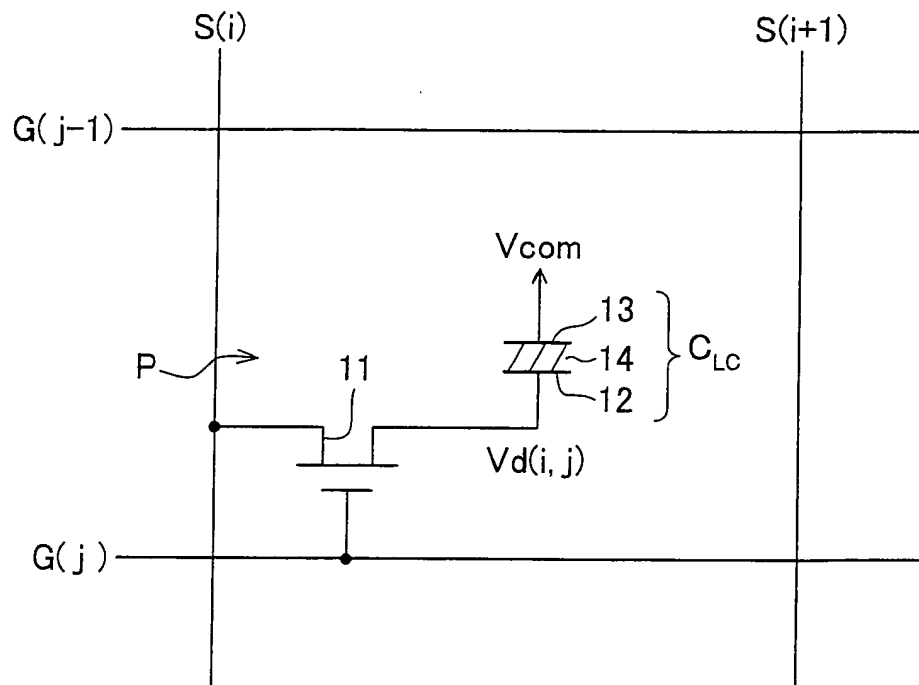 S(i)
S(i+1)
G(j-1)
Vcom
13
14
12
C_LC
P
11
Vd(i, j)
G(j)